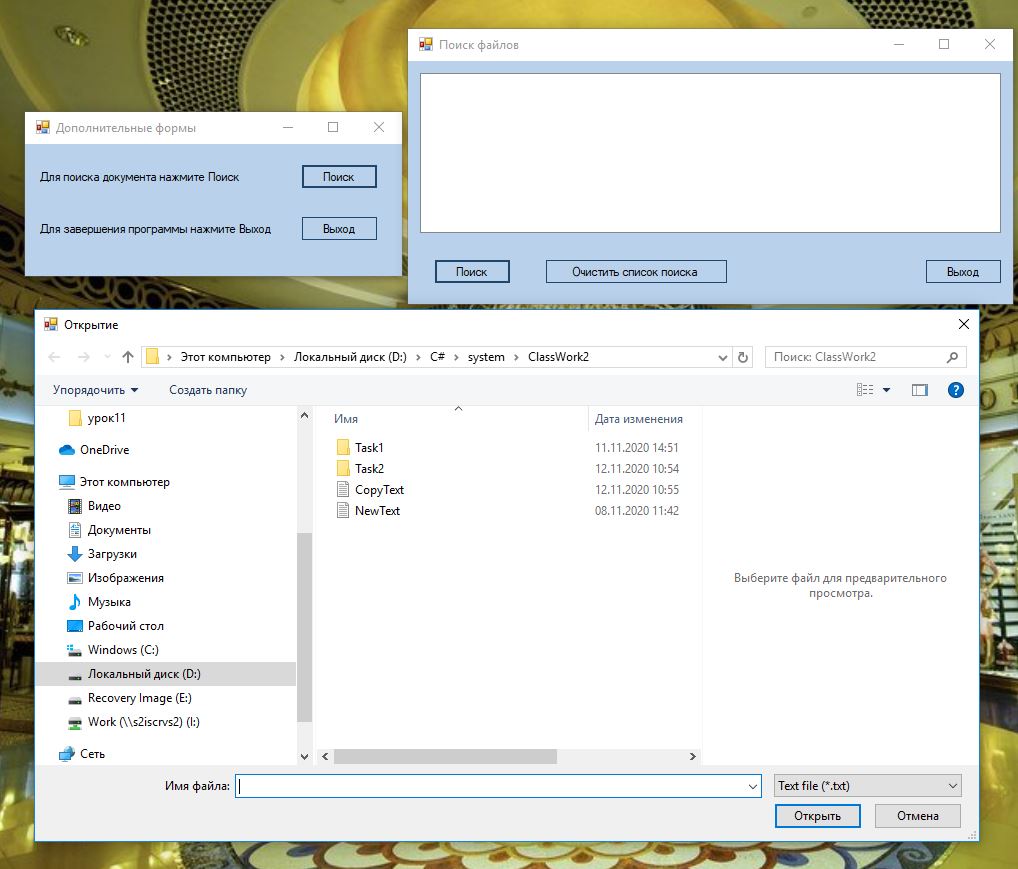 Поиск файлов
Дополнительные формы
Для поиска документа нажмите Поиск
Поиск
Для завершения программы нажмите Выход
Выход
Поиск
Очистить список поиска
Выход
Открытие
Этот компьютер
Локальный диск (D:)
C#
system
ClassWork2
Поиск: ClassWork2
Упорядочить
Создать папку
?
урок11
OneDrive
Этот компьютер
Видео
Документы
Загрузки
Изображения
Музыка
Рабочий стол
Windows (C:)
Локальный диск (D:)
Recovery Image (E:)
Work (\\s2iscrvs2) (I:)
Сеть
Имя
Дата изменения
Task1
11.11.2020 14:51
Task2
12.11.2020 10:54
CopyText
12.11.2020 10:55
NewText
08.11.2020 11:42
Выберите файл для предварительного
просмотра.
Имя файла:
Text file (*.txt)
Открыть
Отмена